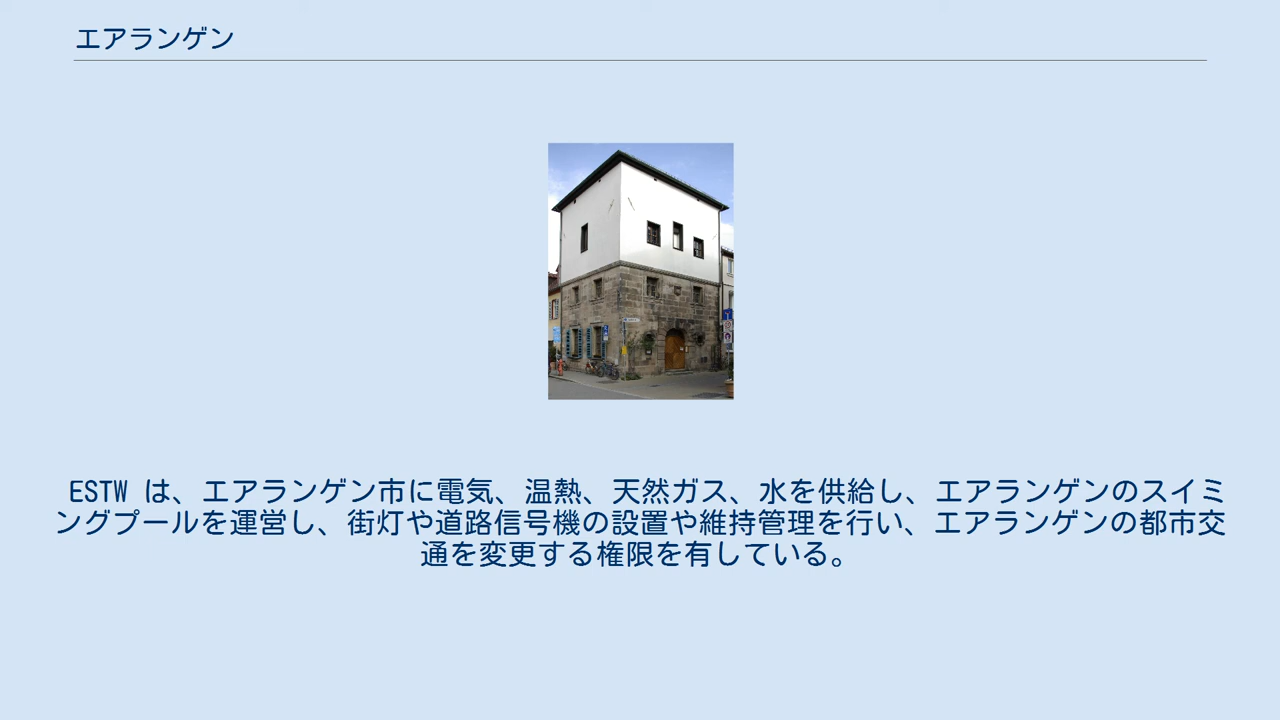 エアランゲン
ESTW は、エアランゲン市に電気、温熱、天然ガス、水を供給し、エアランゲンのスイミ
ングプールを運営し、街灯や道路信号機の設置や維持管理を行い、エアランゲンの都市交
通を変更する権限を有している。